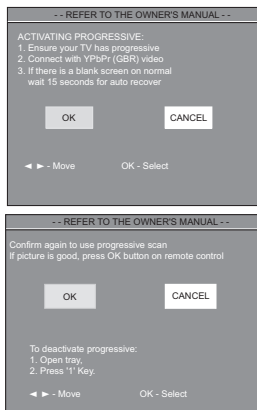 - - REFER TO THE OWNER'S MANUAL - -
ACTIVATING PROGRESSIVE:
1. Ensure your TV has progressive
2. Connect with YPbPr (GBR) video
3. If there is a blank screen on normal
wait 15 seconds for auto recover
OK CANCEL
◄ ► - Move OK - Select
- - REFER TO THE OWNER'S MANUAL - -
Confirm again to use progressive scan
If picture is good, press OK button on remote control
OK CANCEL
To deactivate progressive:
1. Open tray,
2. Press '1' Key.
◄ ► - Move OK - Select